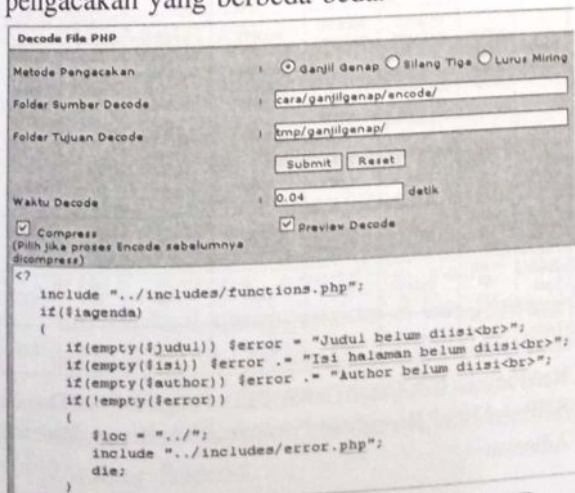 pengacakan yang berbeda beda
Decode File PHP
Metode Pengacakan : Ganjil Genap Silang Tiga Lurus Miring
Folder Sumber Decode : cara/ganjilgenap/encode/
Folder Tujuan Decode : tmp/ganjilgenap/
Submit Reset
Waktu Decode : 0.04 detik
Compress Preview Decode
(Pilih jika proses Encode sebelumnya
dicompress)
<?
include "../includes/functions.php";
if($iagenda)
{
if(empty($judul)) $error = "Judul belum diisi<br>";
if(empty($isi)) $error .= "Isi halaman belum diisi<br>";
if(empty($author)) $error .= "Author belum diisi<br>";
if(!empty($error))
{
$loc = "../";
include "../includes/error.php";
die;
}